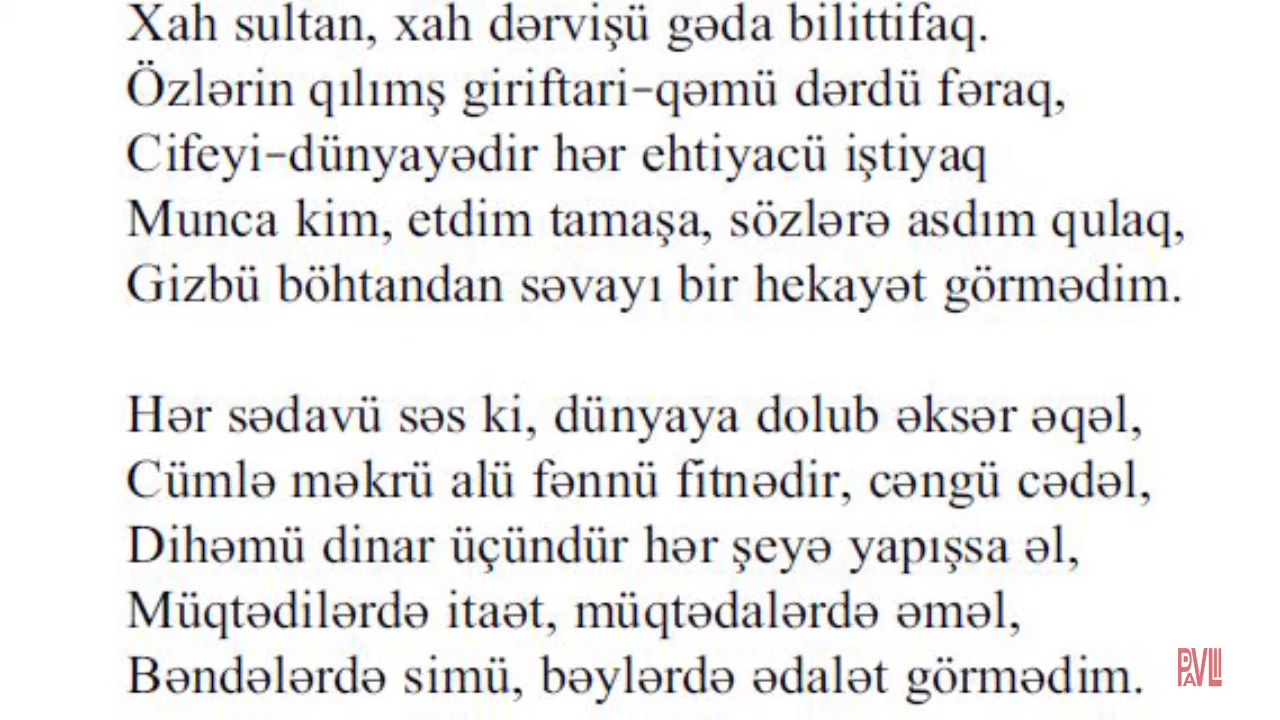 Xah sultan, xah dərvişü gəda bilittifaq.
Özlərin qılımş giriftari-qəmü dərdü fəraq,
Cifeyi-dünyayədir hər ehtiyacü iştiyaq
Munca kim, etdim tamaşa, sözlərə asdım qulaq,
Gizbü böhtandan səvayı bir hekayət görmədim.
Hər sədavü səs ki, dünyaya dolub əksər əqəl,
Cümlə məkrü alü fənnü fitnədir, cəngü cədəl,
Dihəmü dinar üçündür hər şeyə yapışsa əl,
Müqtədilərdə itaət, müqtədalərdə əməl,
Bəndələrdə simü, bəylərdə ədalət görmədim.